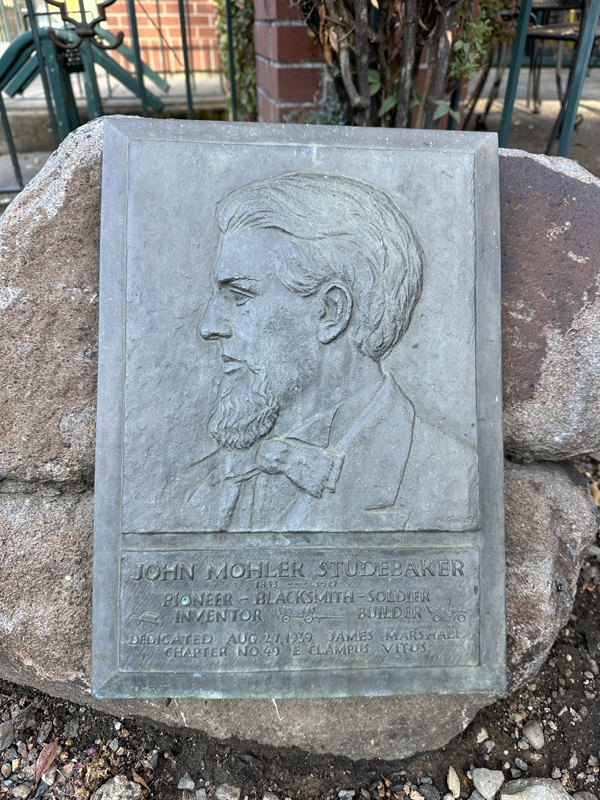 JOHN MOHLER STUDEBAKER
1833 — 1917
PIONEER - BLACKSMITH - SOLDIER
INVENTOR BUILDER
DEDICATED AUG. 27, 1939 JAMES MARSHALL
CHAPTER NO. 49 E CLAMPUS VITUS